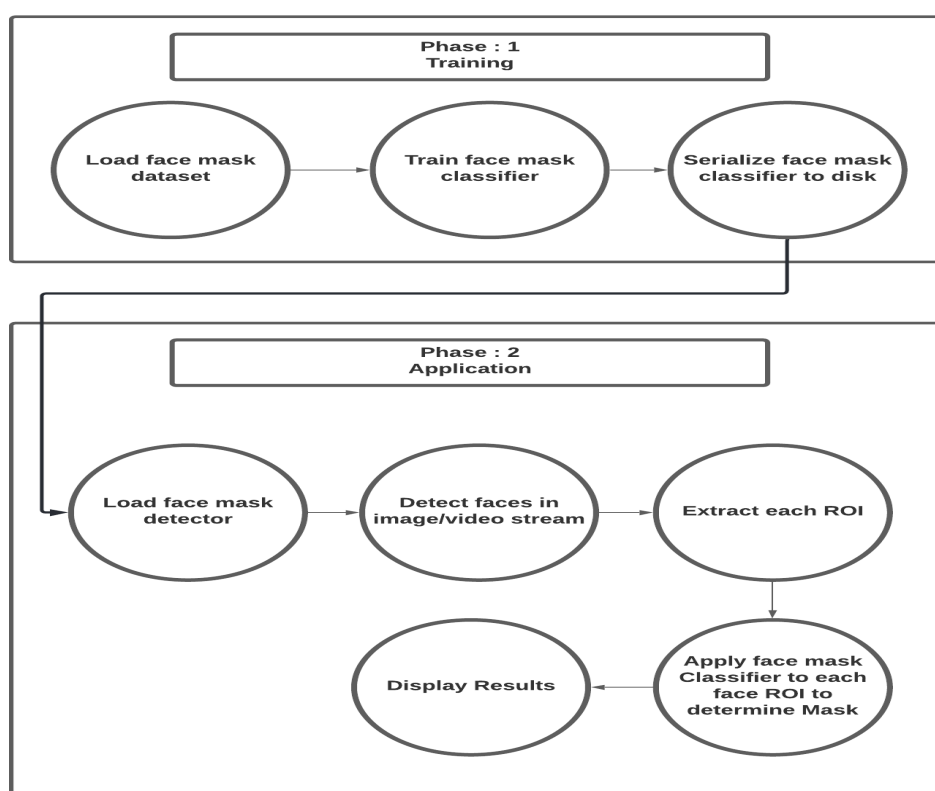 Phase : 1
Training
Load face mask
dataset
Train face mask
classifier
Serialize face mask
classifier to disk
Phase : 2
Application
Load face mask
detector
Detect faces in
image/video stream
Extract each ROI
Apply face mask
Classifier to each
face ROI to
determine Mask
Display Results